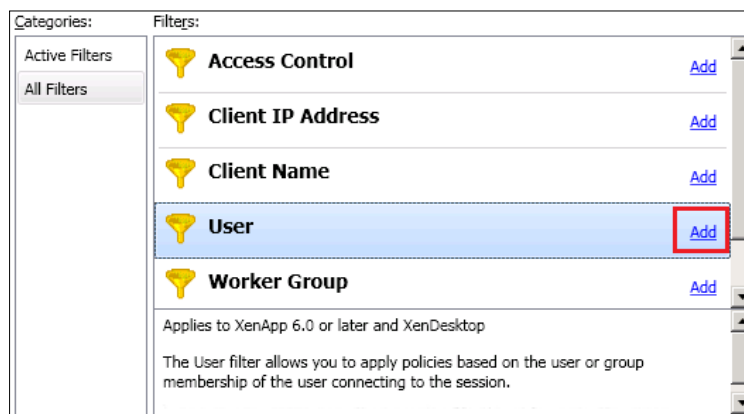 Categories:
Filters:
Active Filters
All Filters
Access Control
Add
Client IP Address
Add
Client Name
Add
User
Add
Worker Group
Add
Applies to XenApp 6.0 or later and XenDesktop
The User filter allows you to apply policies based on the user or group
membership of the user connecting to the session.